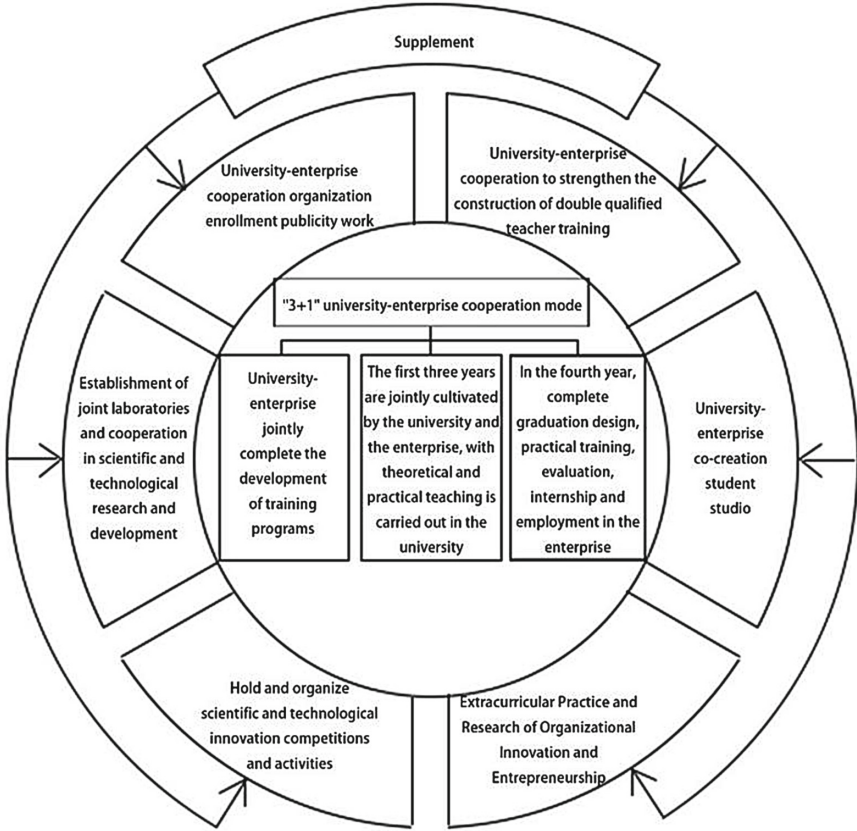 Supplement
University-enterprise
cooperation organization
enrollment publicity work
University-enterprise
cooperation to strengthen the
construction of double qualified
teacher training
"3+1" university-enterprise cooperation mode
Establishment of
joint laboratories
and cooperation
in scientific and
technological
research and
development
University-
enterprise
jointly
complete the
development
of training
programs
The first three years
are jointly cultivated
by the university and
the enterprise, with
theoretical and
practical teaching is
carried out in the
university
In the fourth year,
complete
graduation design,
practical training,
evaluation,
internship and
employment in the
enterprise
University-
enterprise
co-creation
student
studio
Hold and organize
scientific and technological
innovation competitions
and activities
Extracurricular Practice and
Research of Organizational
Innovation and
Entrepreneurship